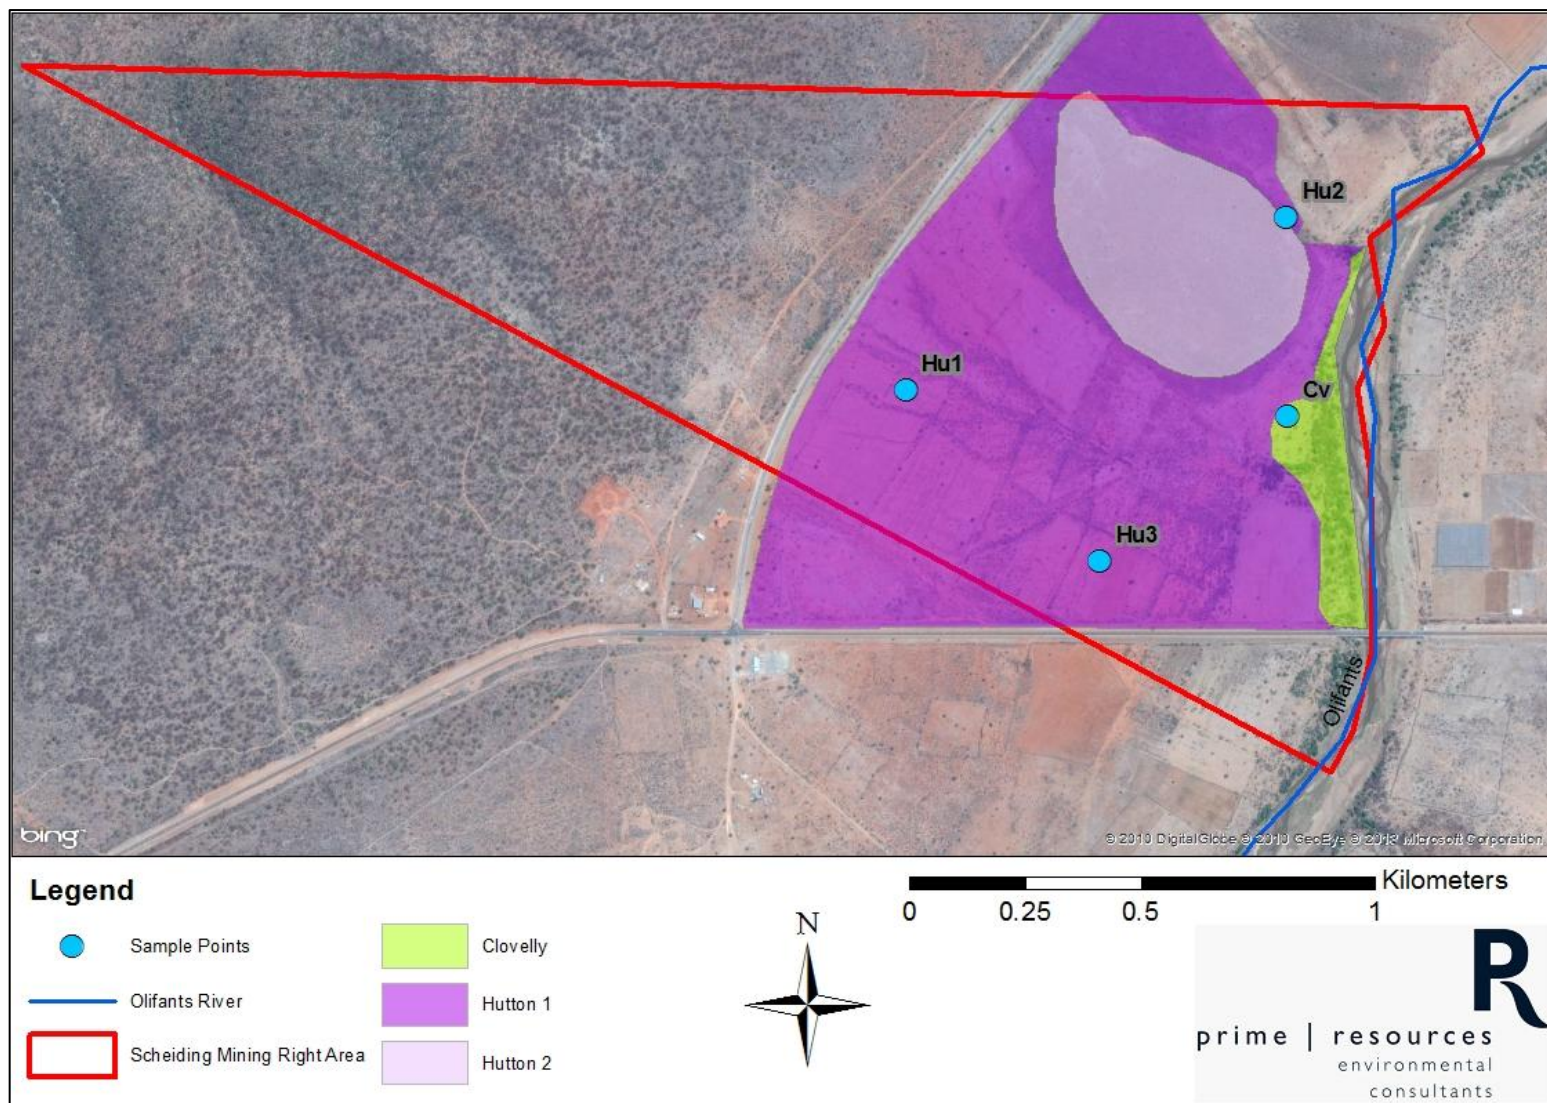 Hu2
Hu1
Cv
Hu3
Olifants
bing
© 2010 DigitalGlobe © 2010 GeoEye © 2013 Microsoft Corporation
Legend
Sample Points
Olifants River
Scheiding Mining Right Area
Clovelly
Hutton 1
Hutton 2
N
Kilometers
0 0.25 0.5 1
R
prime | resources
environmental
consultants